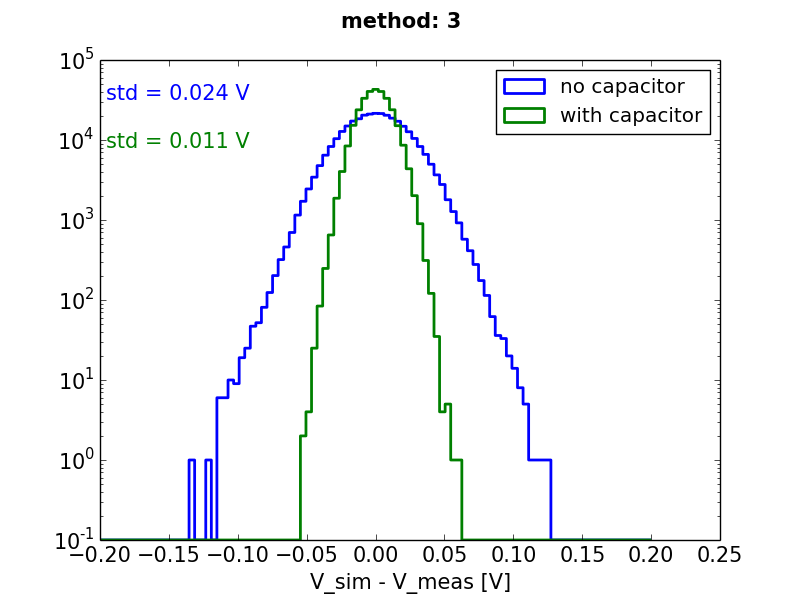 method: 3
10^5
10^4
10^3
10^2
10^1
10^0
10^-1
std = 0.024 V
std = 0.011 V
no capacitor
with capacitor
−0.20 −0.15 −0.10 −0.05 0.00 0.05 0.10 0.15 0.20 0.25
V_sim - V_meas [V]